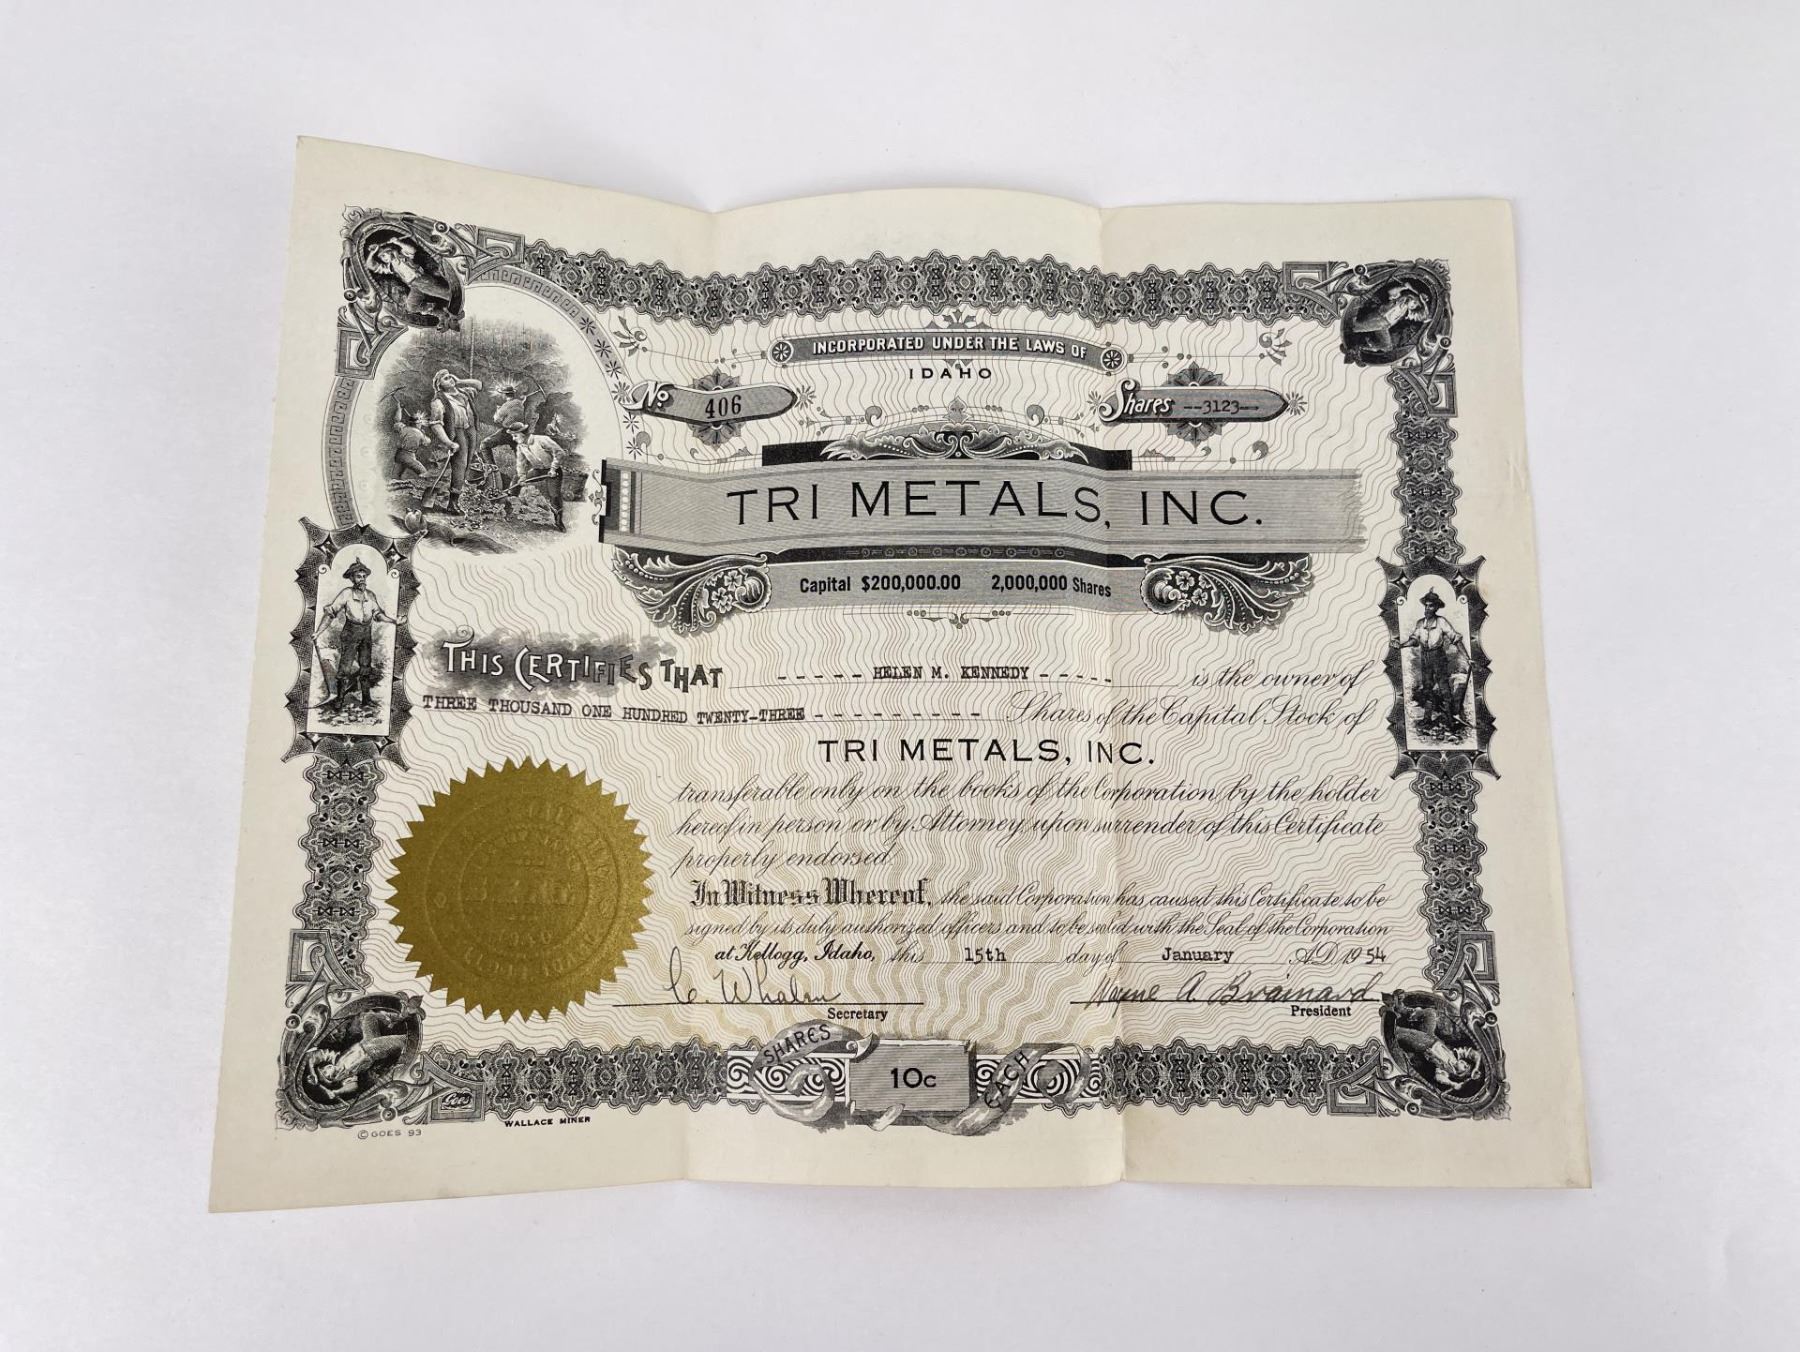 INCORPORATED UNDER THE LAWS OF
IDAHO
No. 406
Shares --3123--
TRI METALS, INC.
Capital $200,000.00 2,000,000 Shares
THIS CERTIFIES THAT - - - - - HELEN M. KENNEDY - - - - - is the owner of
THREE THOUSAND ONE HUNDRED TWENTY-THREE - - - - - - - - - - Shares of the Capital Stock of
TRI METALS, INC.
transferable only on the books of the Corporation by the holder
hereof in person or by Attorney upon surrender of this Certificate
properly endorsed.
In Witness Whereof, the said Corporation has caused this Certificate to be
signed by its duly authorized officers and to be sealed with the Seal of the Corporation
at Kellogg, Idaho, this 15th day of January A.D. 1954
C. Whalen
Wayne A. Brainard
Secretary
President
SHARES 10c EACH
Goes
WALLACE MINER
© GOES 93